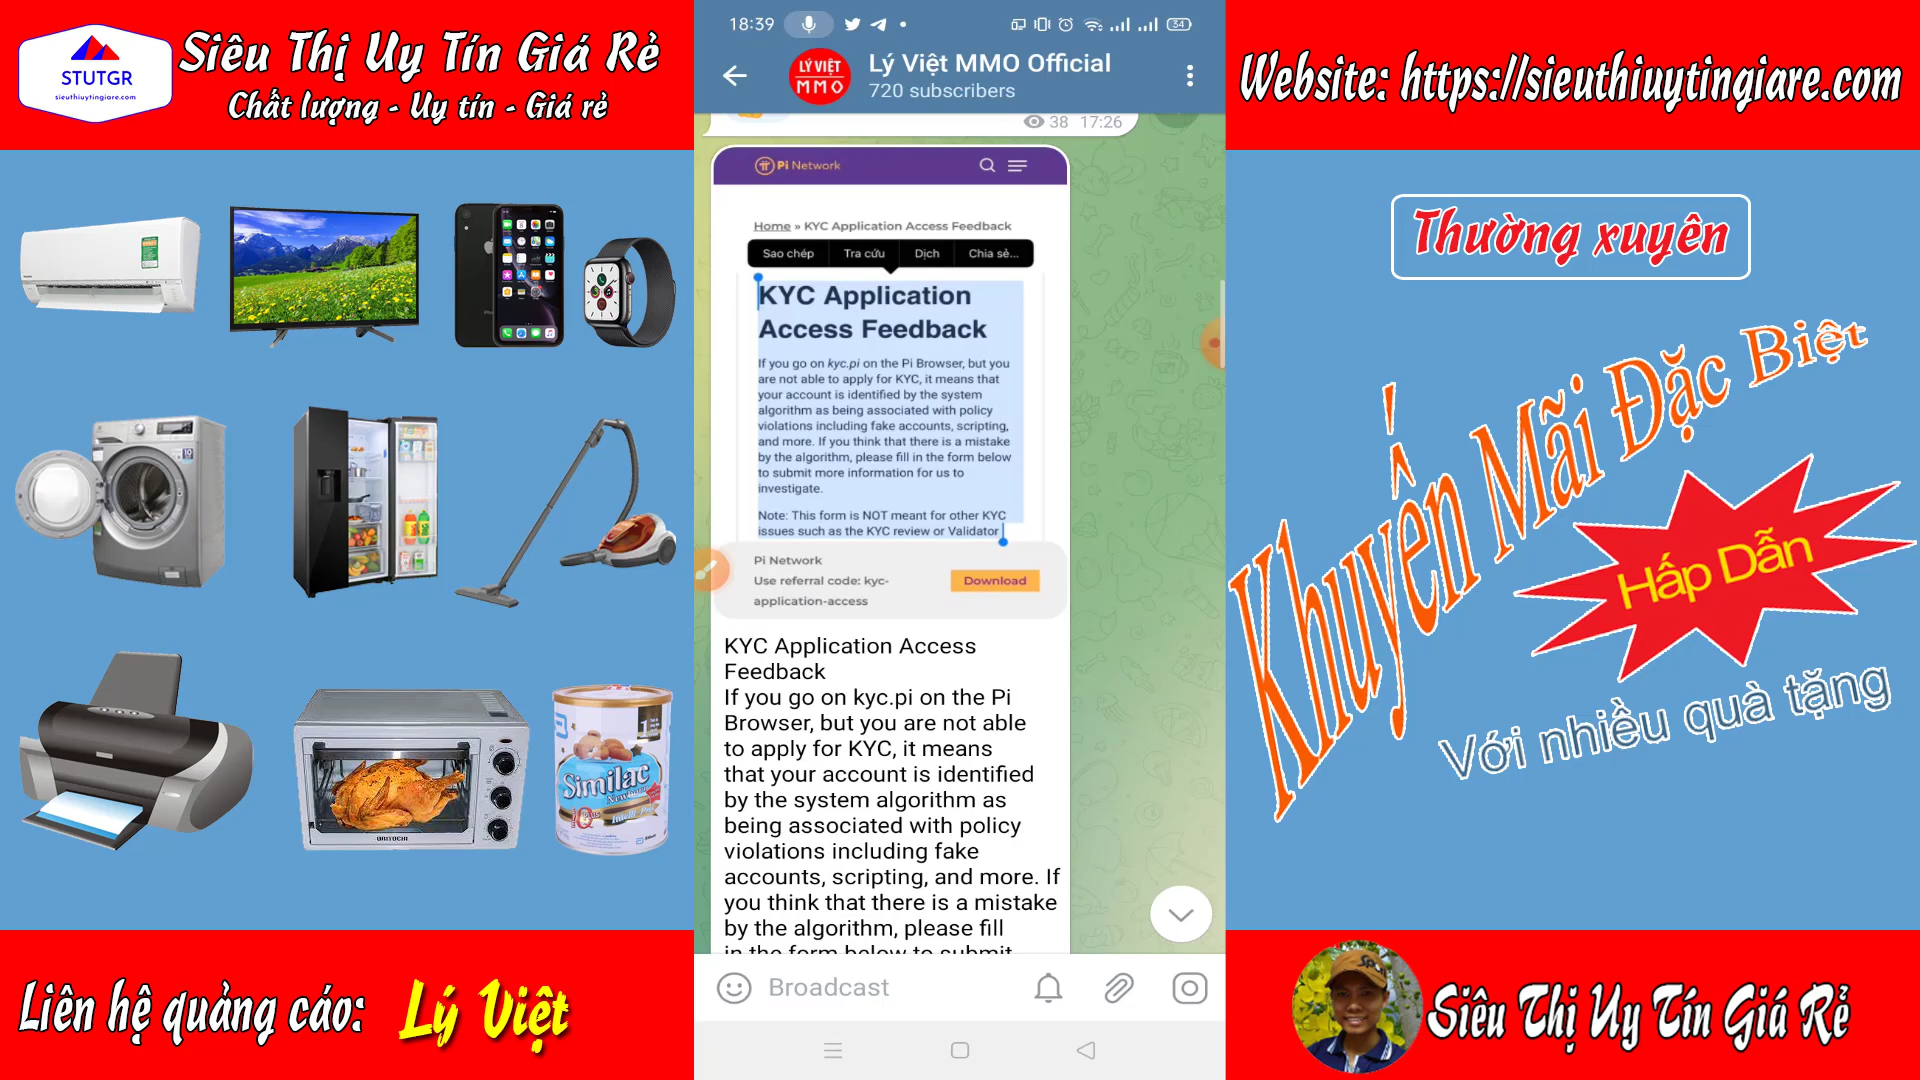 STUTGR
sieuthiuytingiare.com
Siêu Thị Uy Tín Giá Rẻ
Chất lượng - Uy tín - Giá rẻ
18:39
34
LÝ VIỆT
MMO
Lý Việt MMO Official
720 subscribers
38 17:26
Pi Network
Home » KYC Application Access Feedback
Sao chép Tra cứu Dịch Chia sẻ...
KYC Application
Access Feedback
If you go on kyc.pi on the Pi Browser, but you
are not able to apply for KYC, it means that
your account is identified by the system
algorithm as being associated with policy
violations including fake accounts, scripting,
and more. If you think that there is a mistake
by the algorithm, please fill in the form below
to submit more information for us to
investigate.
Note: This form is NOT meant for other KYC
issues such as the KYC review or Validator
Pi Network
Use referral code: kyc-
application-access
Download
KYC Application Access
Feedback
If you go on kyc.pi on the Pi
Browser, but you are not able
to apply for KYC, it means
that your account is identified
by the system algorithm as
being associated with policy
violations including fake
accounts, scripting, and more. If
you think that there is a mistake
by the algorithm, please fill
in the form below to submit
Broadcast
Website: https://sieuthiuytingiare.com
Thường xuyên
Khuyến Mãi Đặc Biệt
Hấp Dẫn
Với nhiều quà tặng
Similac
Liên hệ quảng cáo: Lý Việt
Siêu Thị Uy Tín Giá Rẻ